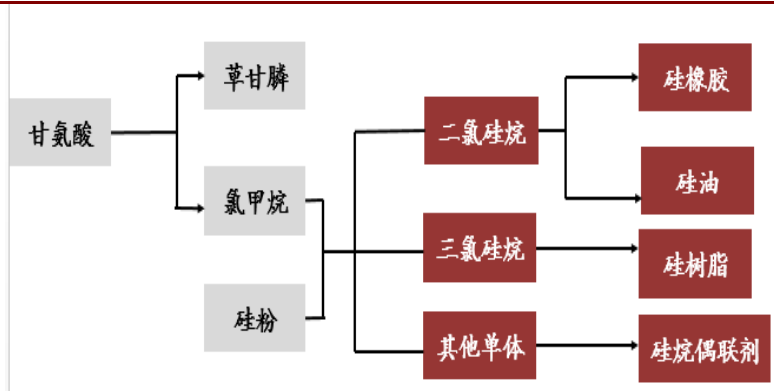 甘氨酸
草甘膦
氯甲烷
硅粉
二氯硅烷
三氯硅烷
其他单体
硅橡胶
硅油
硅树脂
硅烷偶联剂